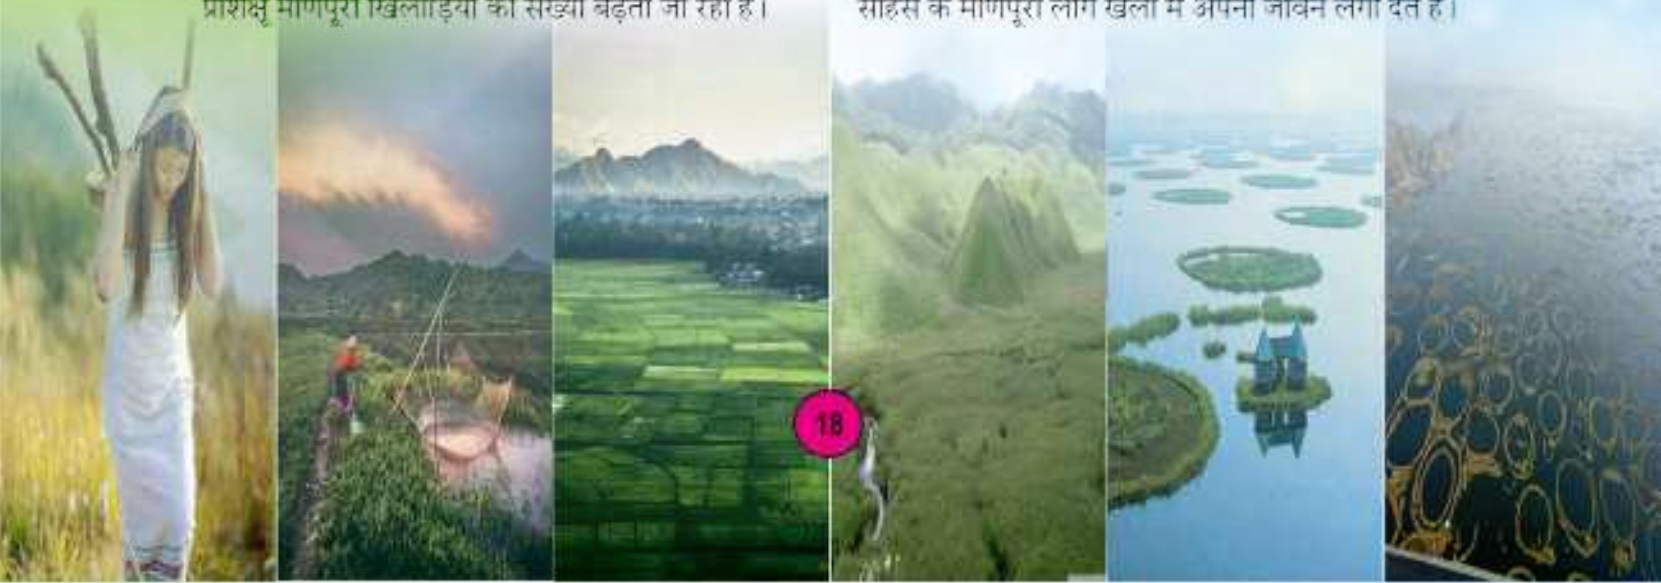 प्रशिक्षु मणिपूरी खिलाड़ियों की संख्या बढ़ती जा रही है।
साहस के मणिपूरी लोग खेलों में अपना जीवन लगा देते हैं।
18